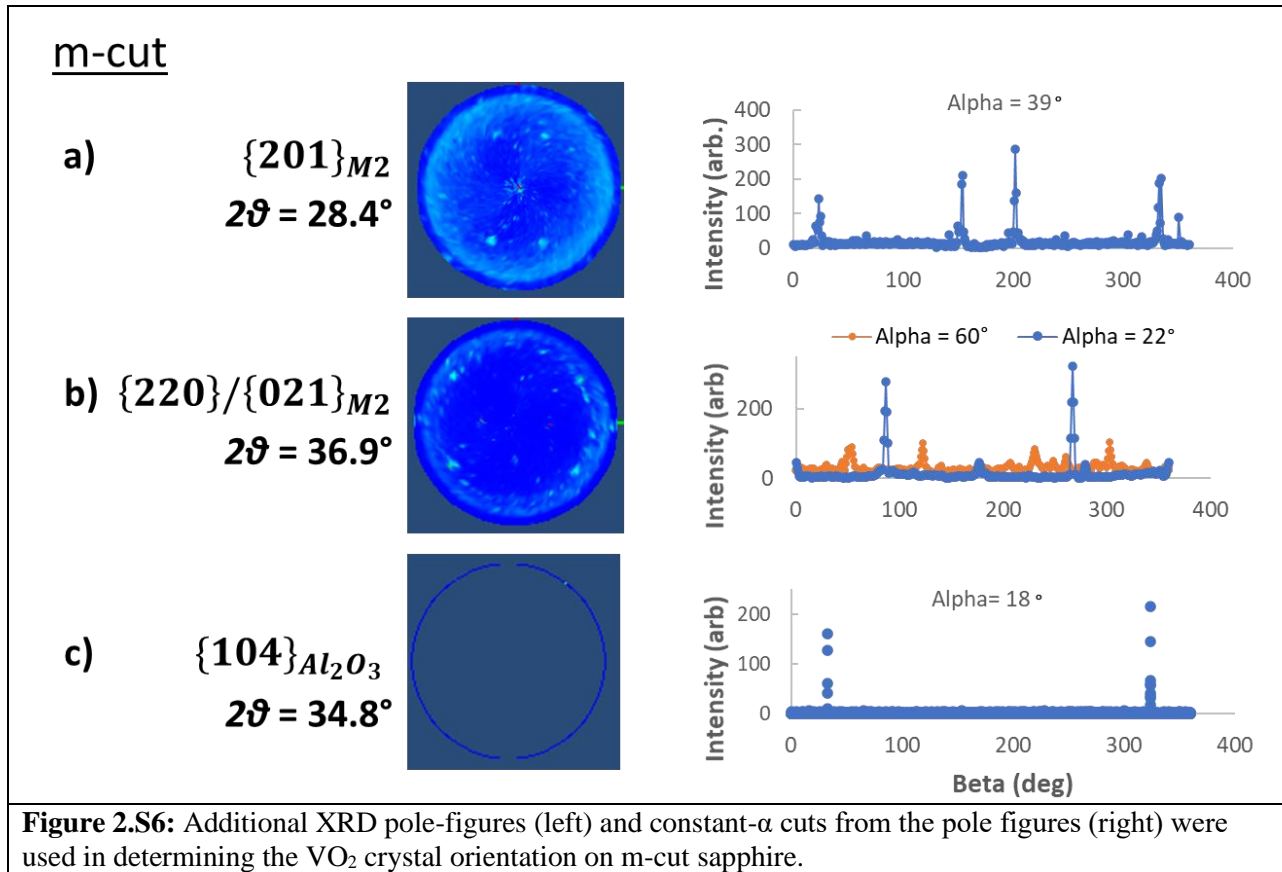 m-cut
a) {201}M2
2ϑ = 28.4°
Alpha = 39°
Intensity (arb.)
400
300
200
100
0
0 100 200 300 400
b) {220}/{021}M2
2ϑ = 36.9°
Alpha = 60° Alpha = 22°
Intensity (arb)
200
0
0 100 200 300 400
c) {104}Al2O3
2ϑ = 34.8°
Alpha= 18 °
Intensity (arb)
200
100
0
0 100 200 300 400
Beta (deg)
Figure 2.S6: Additional XRD pole-figures (left) and constant-α cuts from the pole figures (right) were
used in determining the VO₂ crystal orientation on m-cut sapphire.